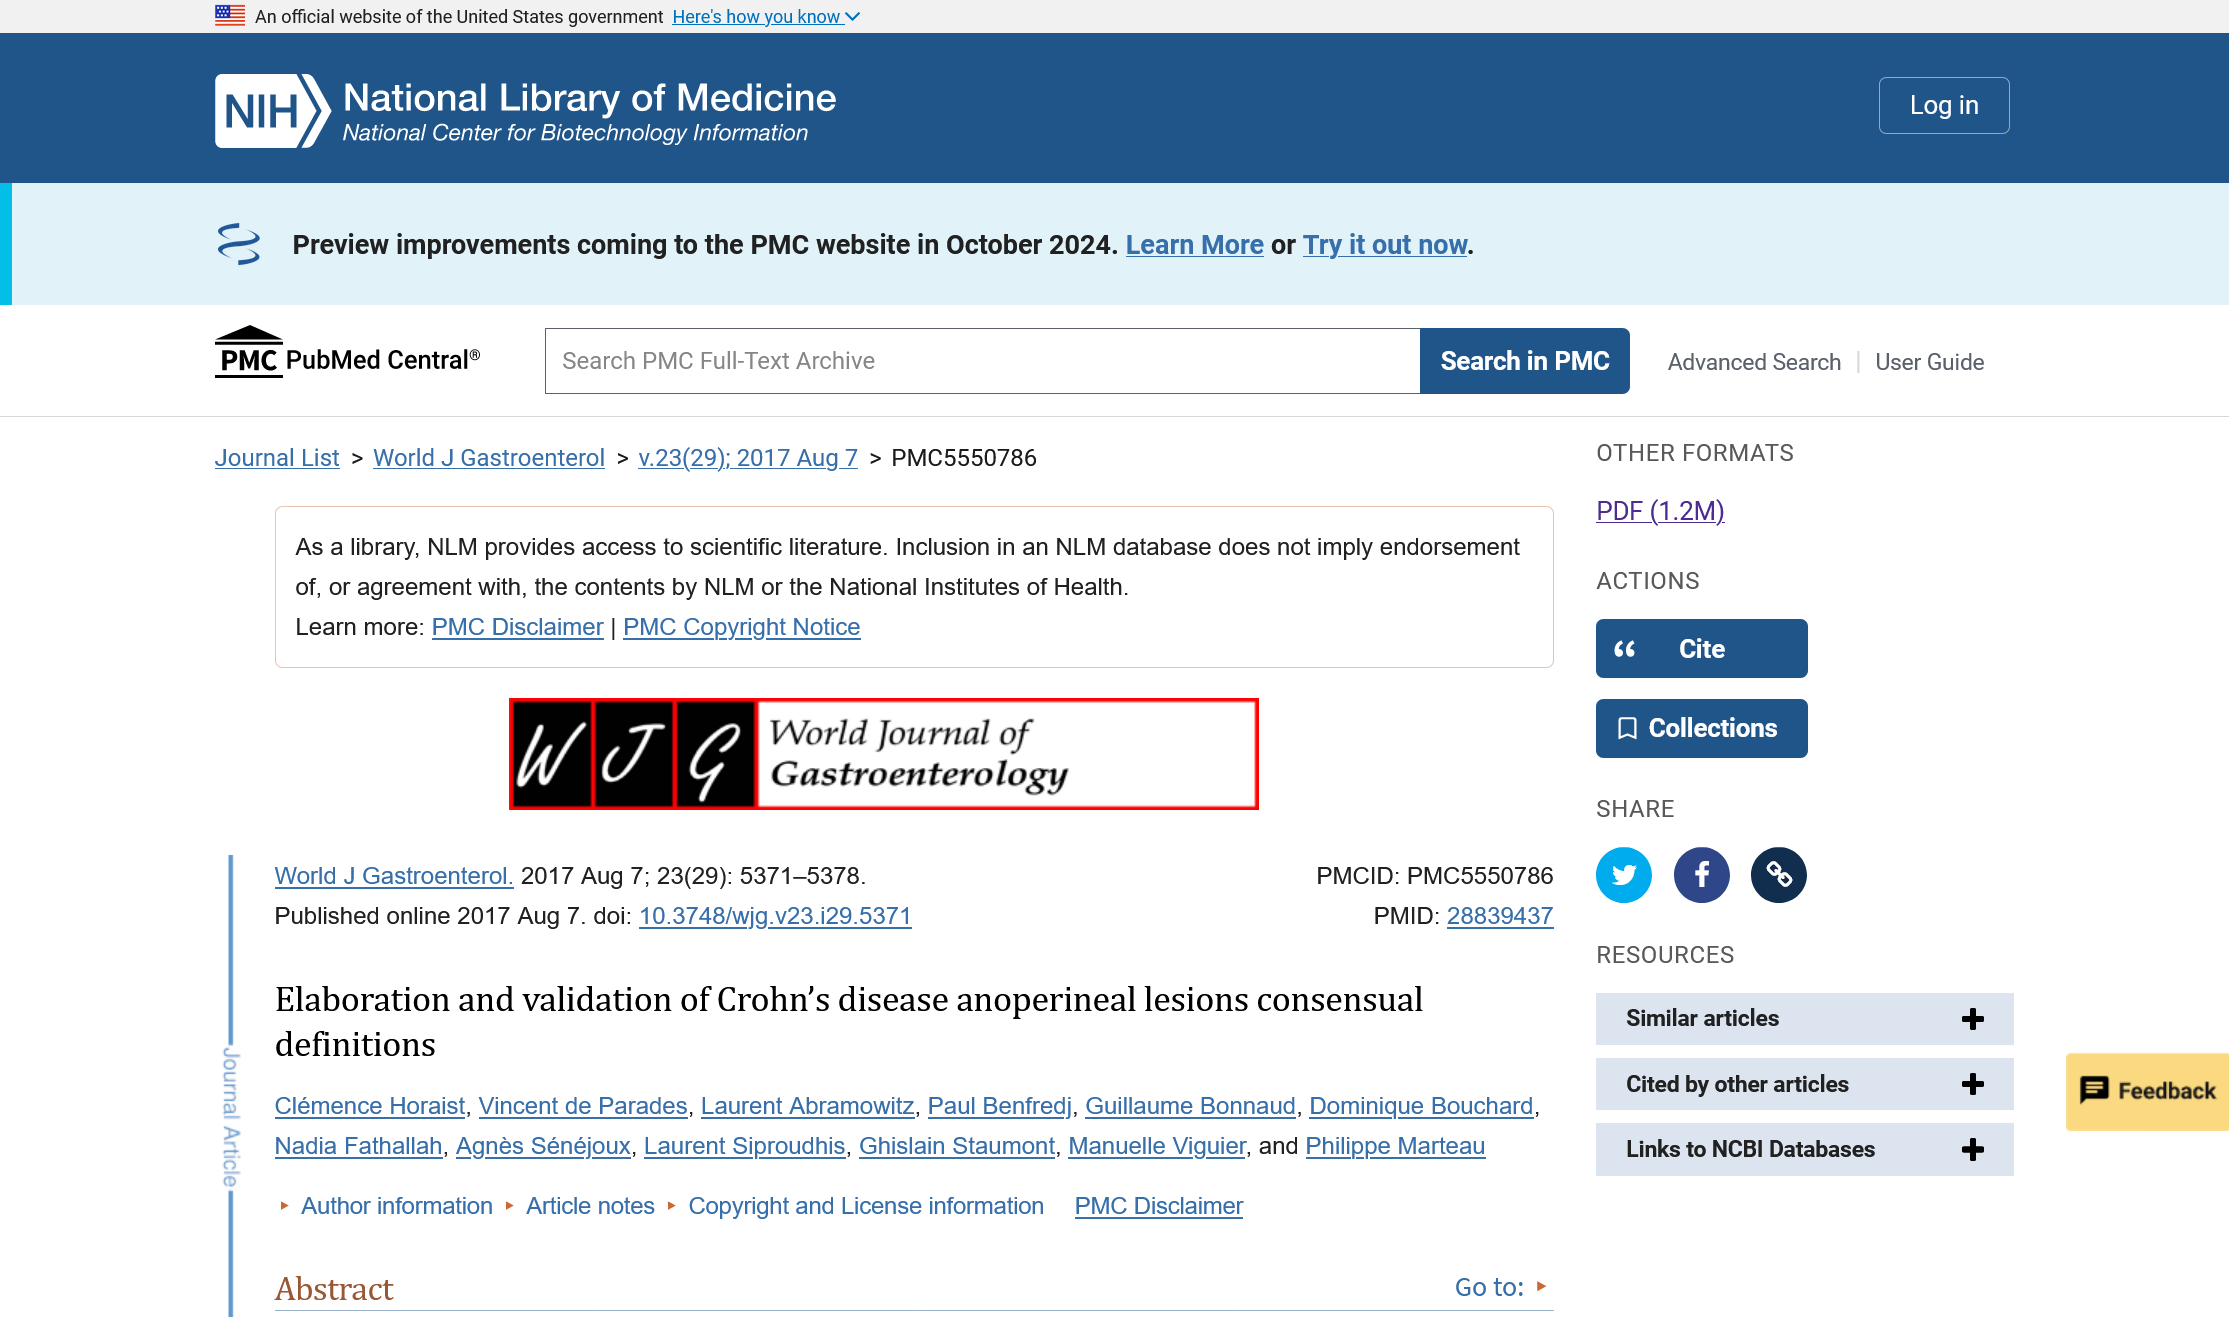 An official website of the United States government Here's how you know
NIH National Library of Medicine
National Center for Biotechnology Information
Log in
Preview improvements coming to the PMC website in October 2024. Learn More or Try it out now.
PMC PubMed Central®
Search PMC Full-Text Archive
Search in PMC
Advanced Search | User Guide
Journal List > World J Gastroenterol > v.23(29); 2017 Aug 7 > PMC5550786
As a library, NLM provides access to scientific literature. Inclusion in an NLM database does not imply endorsement
of, or agreement with, the contents by NLM or the National Institutes of Health.
Learn more: PMC Disclaimer | PMC Copyright Notice
W J G World Journal of
Gastroenterology
World J Gastroenterol. 2017 Aug 7; 23(29): 5371–5378.
Published online 2017 Aug 7. doi: 10.3748/wjg.v23.i29.5371
PMCID: PMC5550786
PMID: 28839437
Elaboration and validation of Crohn’s disease anoperineal lesions consensual
definitions
Clémence Horaist, Vincent de Parades, Laurent Abramowitz, Paul Benfredj, Guillaume Bonnaud, Dominique Bouchard,
Nadia Fathallah, Agnès Sénéjoux, Laurent Siproudhis, Ghislain Staumont, Manuelle Viguier, and Philippe Marteau
Author information Article notes Copyright and License information PMC Disclaimer
Abstract
Go to:
Journal Article
OTHER FORMATS
PDF (1.2M)
ACTIONS
Cite
Collections
SHARE
RESOURCES
Similar articles
Cited by other articles
Links to NCBI Databases
Feedback